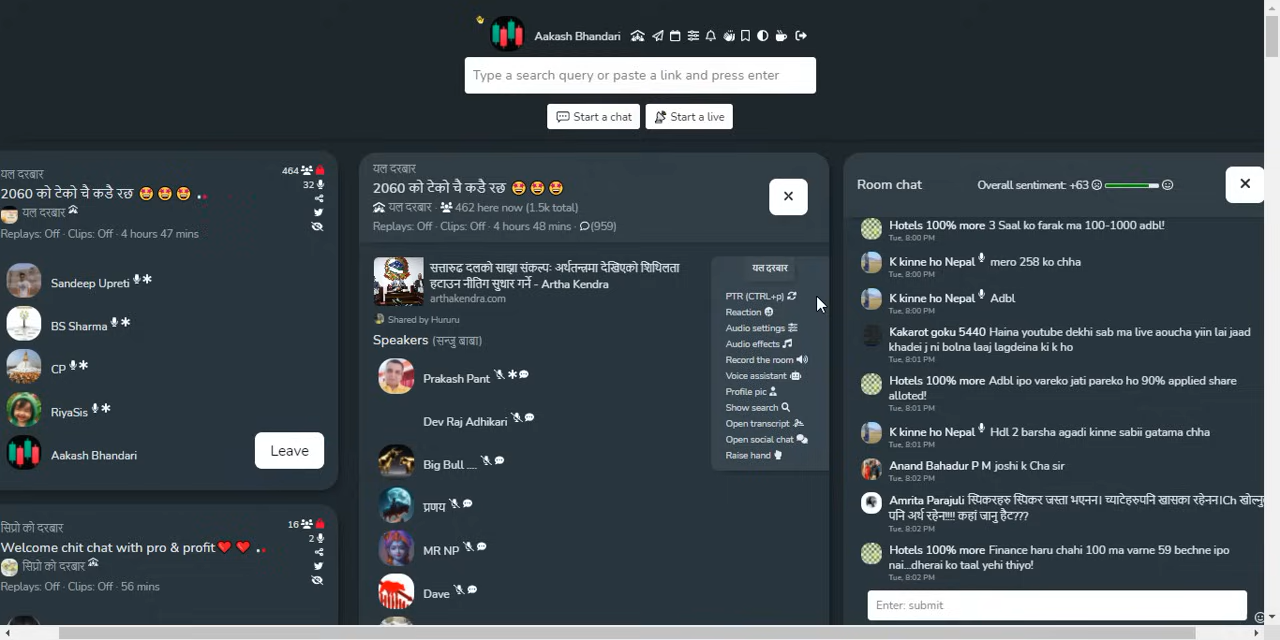 Aakash Bhandari
Type a search query or paste a link and press enter
Start a chat
Start a live
यल दरबार
464
2060 को टेको चै कडै रछ 🤩 🤩 🤩
32
यल दरबार
Replays: Off · Clips: Off · 4 hours 47 mins
Sandeep Upreti
BS Sharma
CP
RiyaSis
Aakash Bhandari
Leave
सिप्रो को दरबार
16
Welcome chit chat with pro & profit❤️ ❤️
2
सिप्रो को दरबार
Replays: Off · Clips: Off · 56 mins
यल दरबार
2060 को टेको चै कडै रछ 🤩 🤩 🤩
यल दरबार · 462 here now (1.5k total)
Replays: Off · Clips: Off · 4 hours 48 mins · (959)
सत्तारुढ दलको साझा संकल्पः अर्थतन्त्रमा देखिएको शिथिलता
हटाउन नीतिग सुधार गर्ने - Artha Kendra
arthakendra.com
Shared by Hururu
Speakers (सन्जु बाबा)
Prakash Pant
Dev Raj Adhikari
Big Bull ....
प्रणय
MR NP
Dave
यल दरबार
PTR (CTRL+p)
Reaction
Audio settings
Audio effects
Record the room
Voice assistant
Profile pic
Show search
Open transcript
Open social chat
Raise hand
Room chat
Overall sentiment: +63
Hotels 100% more 3 Saal ko farak ma 100-1000 adbl!
Tue, 8:00 PM
K kinne ho Nepal mero 258 ko chha
Tue, 8:00 PM
K kinne ho Nepal Adbl
Tue, 8:00 PM
Kakarot goku 5440 Haina youtube dekhi sab ma live aoucha yiin lai jaad
khadei j ni bolna laaj lagdeina ki k ho
Tue, 8:01 PM
Hotels 100% more Adbl ipo vareko jati pareko ho 90% applied share
alloted!
Tue, 8:01 PM
K kinne ho Nepal Hdl 2 barsha agadi kinne sabii gatama chha
Tue, 8:01 PM
Anand Bahadur P M joshi k Cha sir
Tue, 8:02 PM
Amrita Parajuli स्पिकरहरु स्पिकर जस्ता भएनन। च्याटेहरुपनि खासका रहेनन।Ch
पनि अर्थ रहेन!!!! कहां जानु हैट???
Tue, 8:02 PM
Hotels 100% more Finance haru chahi 100 ma varne 59 bechne ipo
nai...dherai ko taal yehi thiyo!
Tue, 8:02 PM
Enter: submit